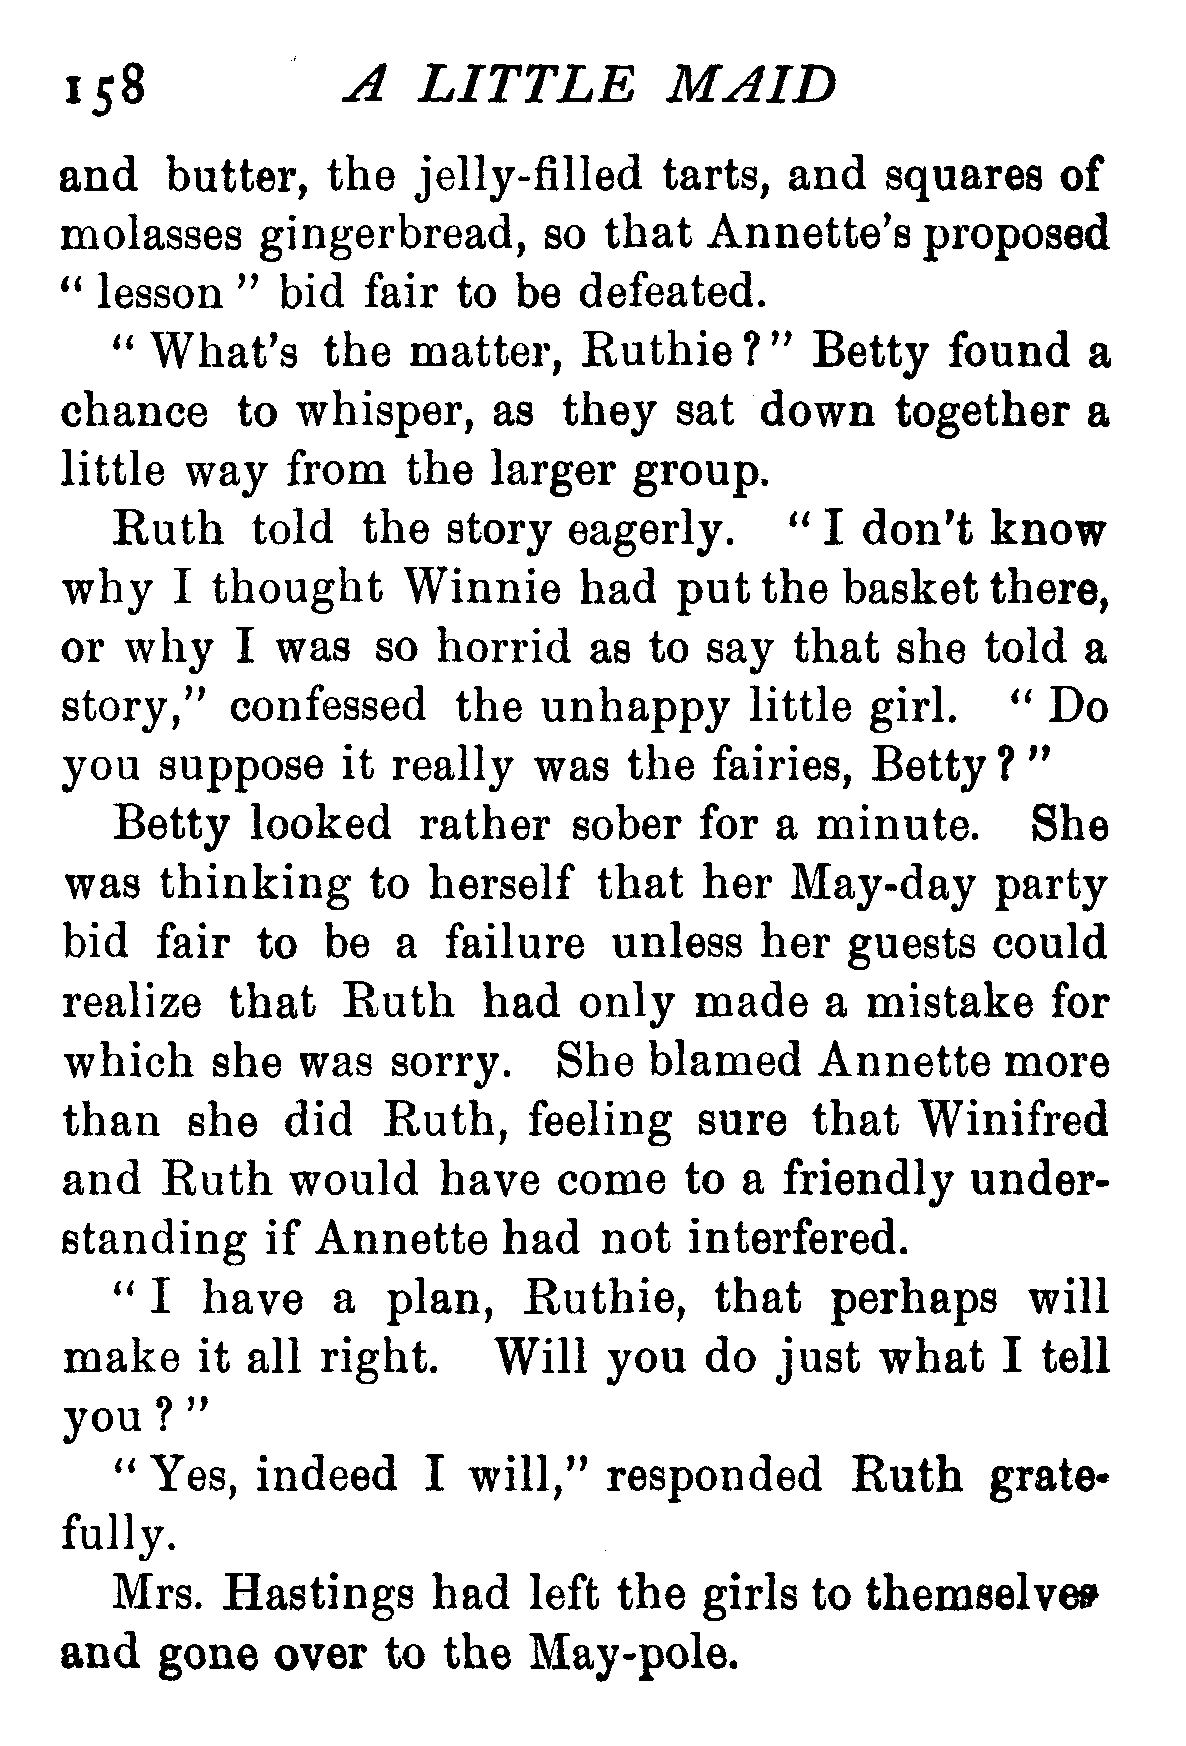 158 A LITTLE MAID
and butter, the jelly-filled tarts, and squares of
molasses gingerbread, so that Annette's proposed
“ lesson ” bid fair to be defeated.
“ What's the matter, Ruthie ? ” Betty found a
chance to whisper, as they sat down together a
little way from the larger group.
Ruth told the story eagerly. “ I don't know
why I thought Winnie had put the basket there,
or why I was so horrid as to say that she told a
story,” confessed the unhappy little girl. “ Do
you suppose it really was the fairies, Betty ? ”
Betty looked rather sober for a minute. She
was thinking to herself that her May-day party
bid fair to be a failure unless her guests could
realize that Ruth had only made a mistake for
which she was sorry. She blamed Annette more
than she did Ruth, feeling sure that Winifred
and Ruth would have come to a friendly under-
standing if Annette had not interfered.
“ I have a plan, Ruthie, that perhaps will
make it all right. Will you do just what I tell
you ? ”
“ Yes, indeed I will,” responded Ruth grate-
fully.
Mrs. Hastings had left the girls to themselves
and gone over to the May-pole.